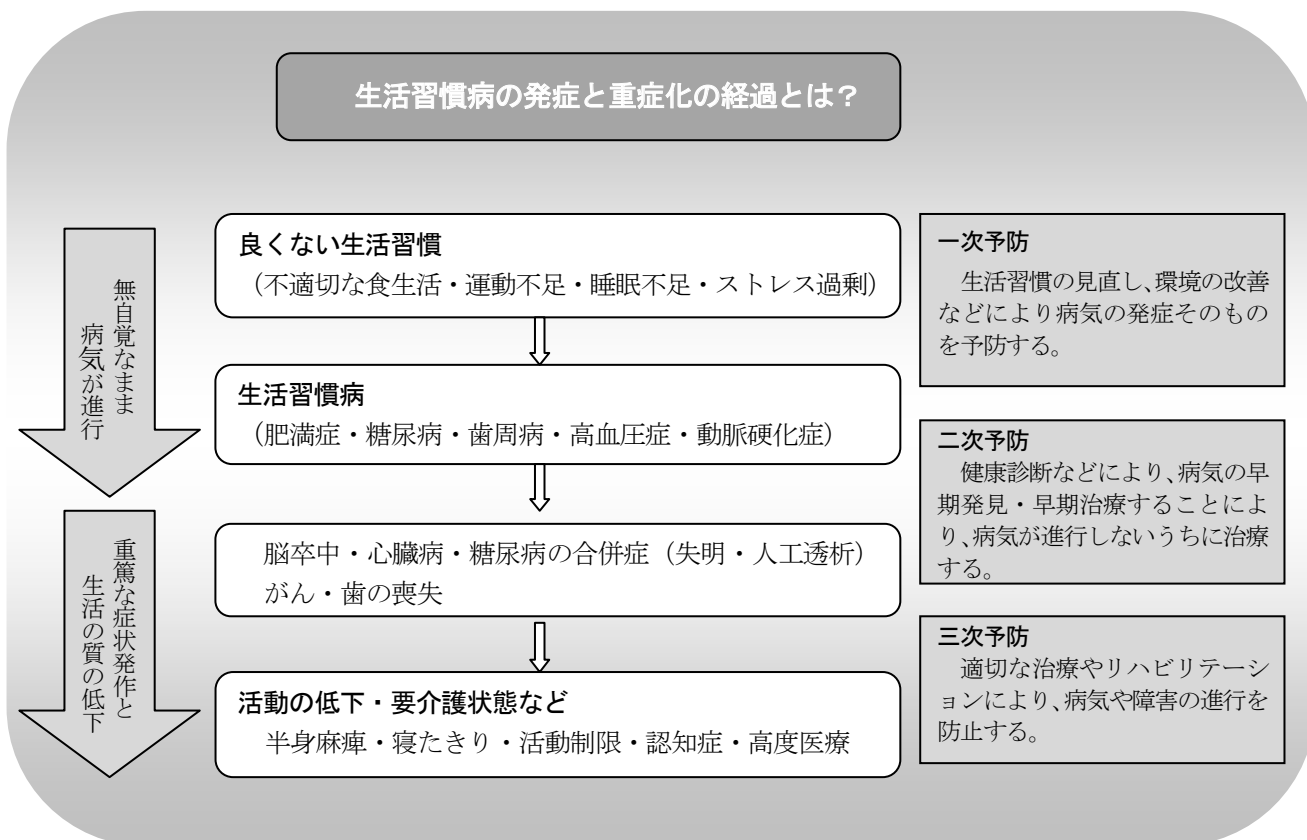 生活習慣病の発症と重症化の経過とは？
無自覚なまま
病気が進行
良くない生活習慣
（不適切な食生活・運動不足・睡眠不足・ストレス過剰）
一次予防
生活習慣の見直し、環境の改善
などにより病気の発症そのもの
を予防する。
生活習慣病
（肥満症・糖尿病・歯周病・高血圧症・動脈硬化症）
二次予防
健康診断などにより、病気の早
期発見・早期治療することによ
り、病気が進行しないうちに治療
する。
重篤な症状発作と
生活の質の低下
脳卒中・心臓病・糖尿病の合併症（失明・人工透析）
がん・歯の喪失
三次予防
適切な治療やリハビリテーシ
ョンにより、病気や障害の進行を
防止する。
活動の低下・要介護状態など
半身麻痺・寝たきり・活動制限・認知症・高度医療